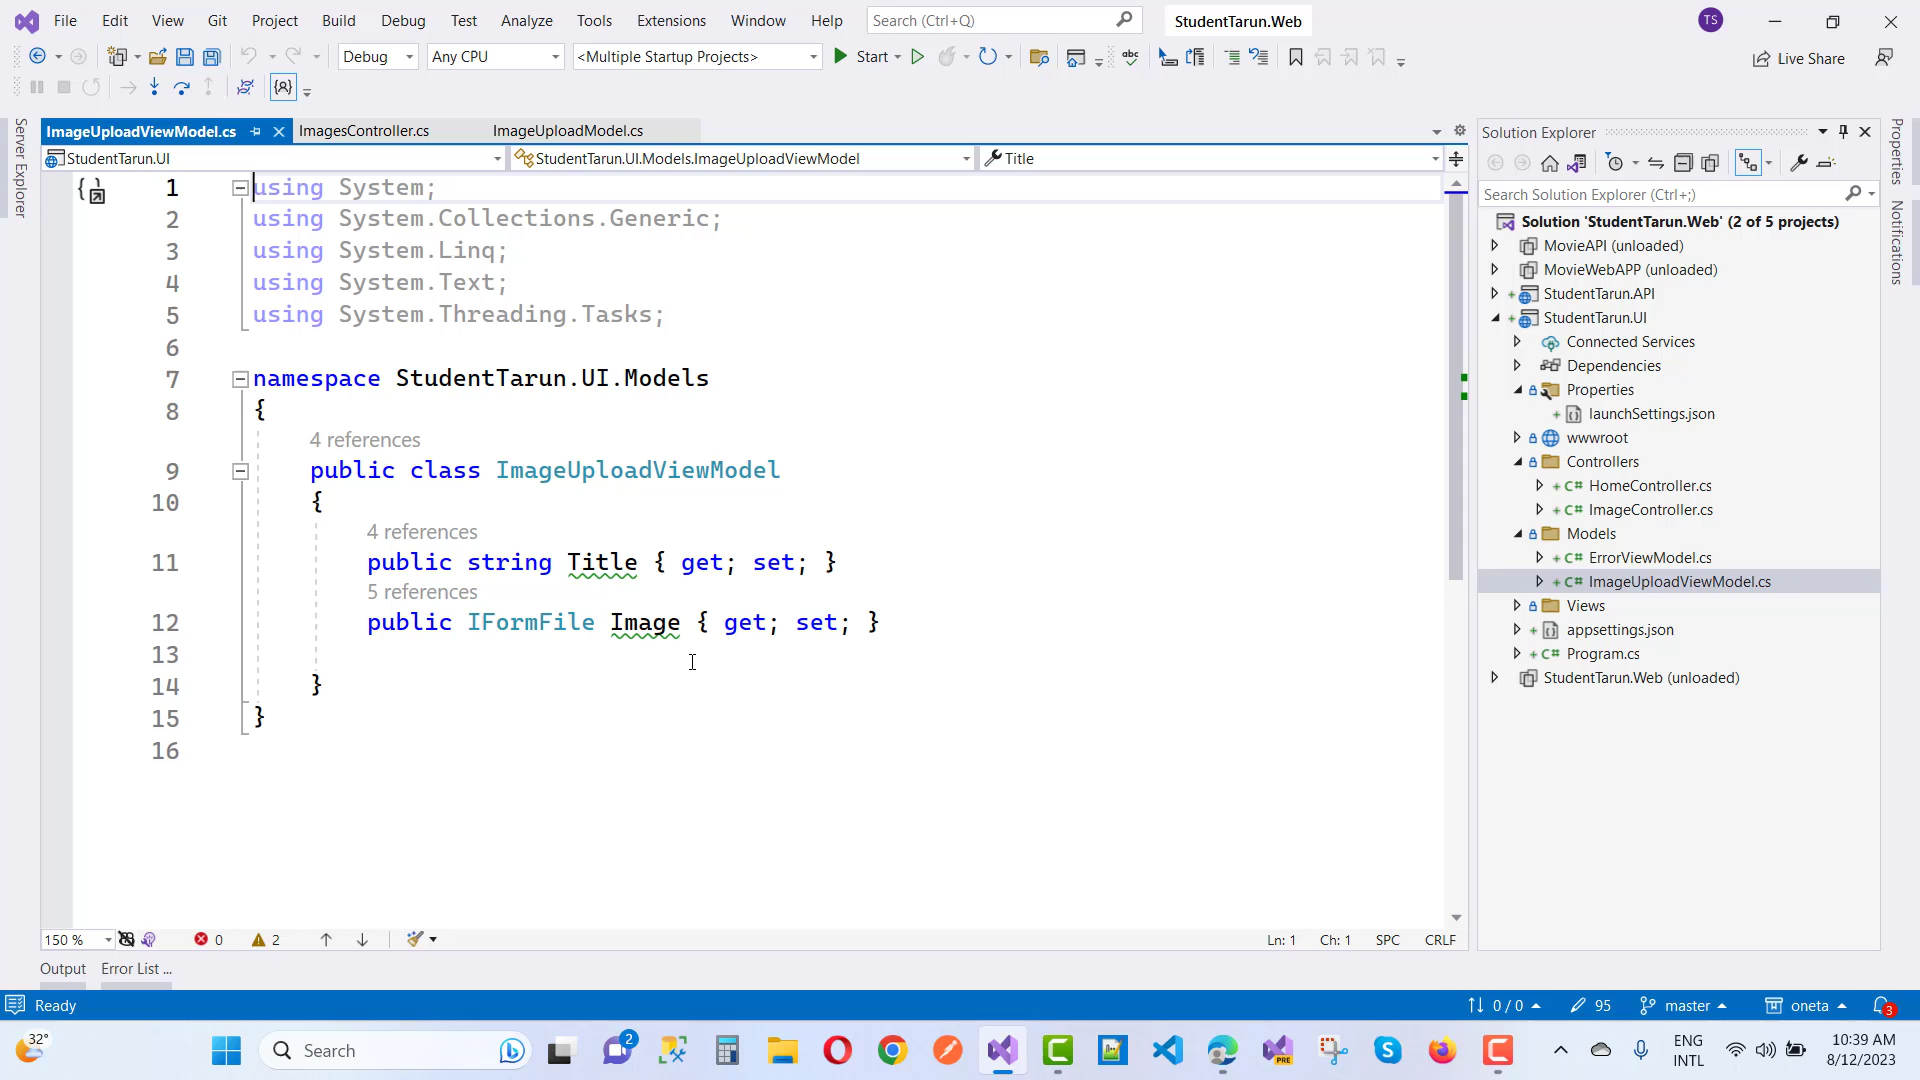 File Edit View Git Project Build Debug Test Analyze Tools Extensions Window Help Search (Ctrl+Q) StudentTarun.Web TS
Debug Any CPU <Multiple Startup Projects> Start Live Share
ImageUploadViewModel.cs ImagesController.cs ImageUploadModel.cs
StudentTarun.UI StudentTarun.UI.Models.ImageUploadViewModel Title
Server Explorer
1 using System;
2 using System.Collections.Generic;
3 using System.Linq;
4 using System.Text;
5 using System.Threading.Tasks;
6
7 namespace StudentTarun.UI.Models
8 {
4 references
9 public class ImageUploadViewModel
10 {
4 references
11 public string Title { get; set; }
5 references
12 public IFormFile Image { get; set; }
13
14 }
15 }
16
150 % 0 2 Ln: 1 Ch: 1 SPC CRLF
Output Error List ...
Solution Explorer
Search Solution Explorer (Ctrl+;)
Solution 'StudentTarun.Web' (2 of 5 projects)
MovieAPI (unloaded)
MovieWebAPP (unloaded)
StudentTarun.API
StudentTarun.UI
Connected Services
Dependencies
Properties
launchSettings.json
wwwroot
Controllers
C# HomeController.cs
C# ImageController.cs
Models
C# ErrorViewModel.cs
C# ImageUploadViewModel.cs
Views
appsettings.json
C# Program.cs
StudentTarun.Web (unloaded)
Properties
Notifications
Ready 0 / 0 95 master oneta 3
32° Search 2 PRE ENG INTL 10:39 AM
8/12/2023